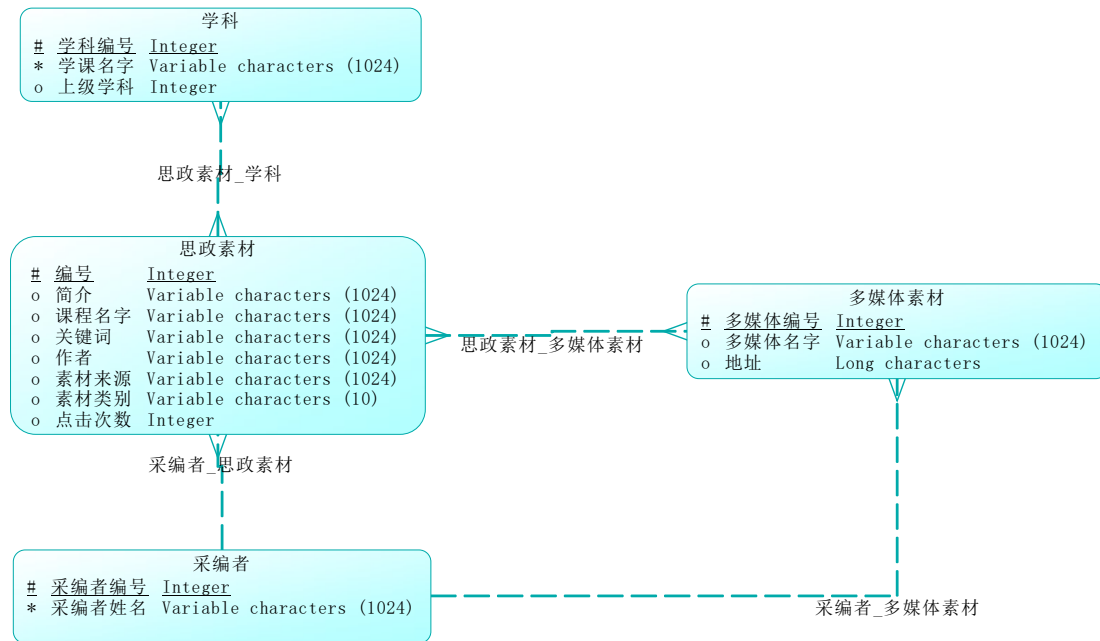 学科
# 学科编号 Integer
* 学课名字 Variable characters (1024)
o 上级学科 Integer
思政素材_学科
思政素材
# 编号 Integer
o 简介 Variable characters (1024)
o 课程名字 Variable characters (1024)
o 关键词 Variable characters (1024)
o 作者 Variable characters (1024)
o 素材来源 Variable characters (1024)
o 素材类别 Variable characters (10)
o 点击次数 Integer
思政素材_多媒体素材
多媒体素材
# 多媒体编号 Integer
o 多媒体名字 Variable characters (1024)
o 地址 Long characters
采编者_思政素材
采编者
# 采编者编号 Integer
* 采编者姓名 Variable characters (1024)
采编者_多媒体素材